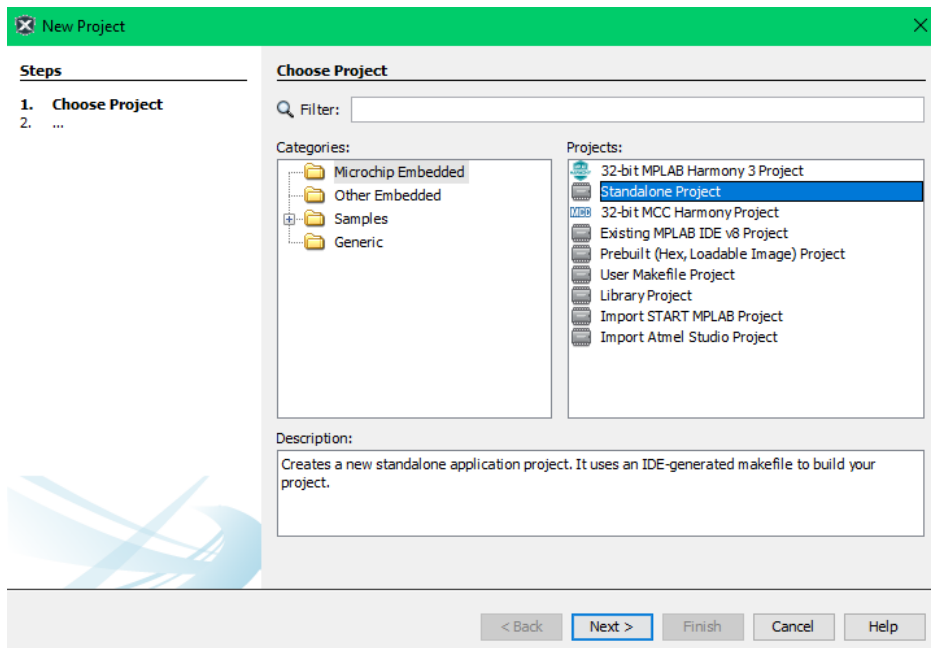 New Project
Steps
1. Choose Project
2. ...
Choose Project
Filter:
Categories:
Microchip Embedded
Other Embedded
Samples
Generic
Projects:
32-bit MPLAB Harmony 3 Project
Standalone Project
MCC 32-bit MCC Harmony Project
Existing MPLAB IDE v8 Project
Prebuilt (Hex, Loadable Image) Project
User Makefile Project
Library Project
Import START MPLAB Project
Import Atmel Studio Project
Description:
Creates a new standalone application project. It uses an IDE-generated makefile to build your
project.
< Back Next > Finish Cancel Help